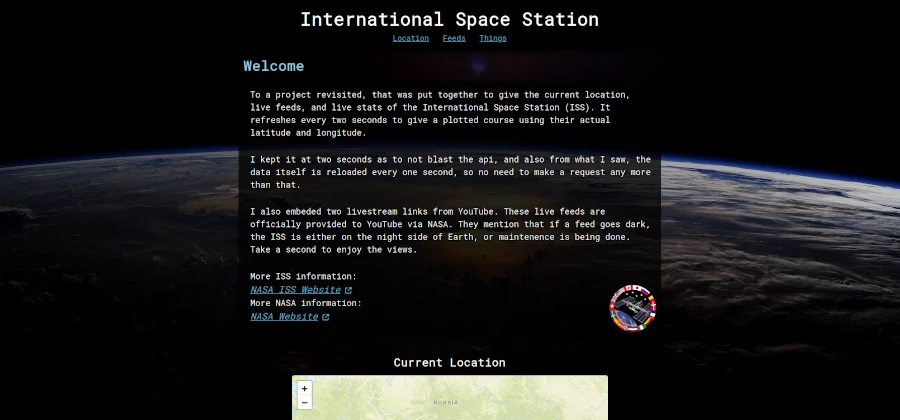 International Space Station
Location Feeds Things
Welcome
To a project revisited, that was put together to give the current location,
live feeds, and live stats of the International Space Station (ISS). It
refreshes every two seconds to give a plotted course using their actual
latitude and longitude.
I kept it at two seconds as to not blast the api, and also from what I saw, the
data itself is reloaded every one second, so no need to make a request any more
than that.
I also embeded two livestream links from YouTube. These live feeds are
officially provided to YouTube via NASA. They mention that if a feed goes dark,
the ISS is either on the night side of Earth, or maintenence is being done.
Take a second to enjoy the views.
More ISS information:
NASA ISS Website
More NASA information:
NASA Website
Current Location
+
−
RUSSIA